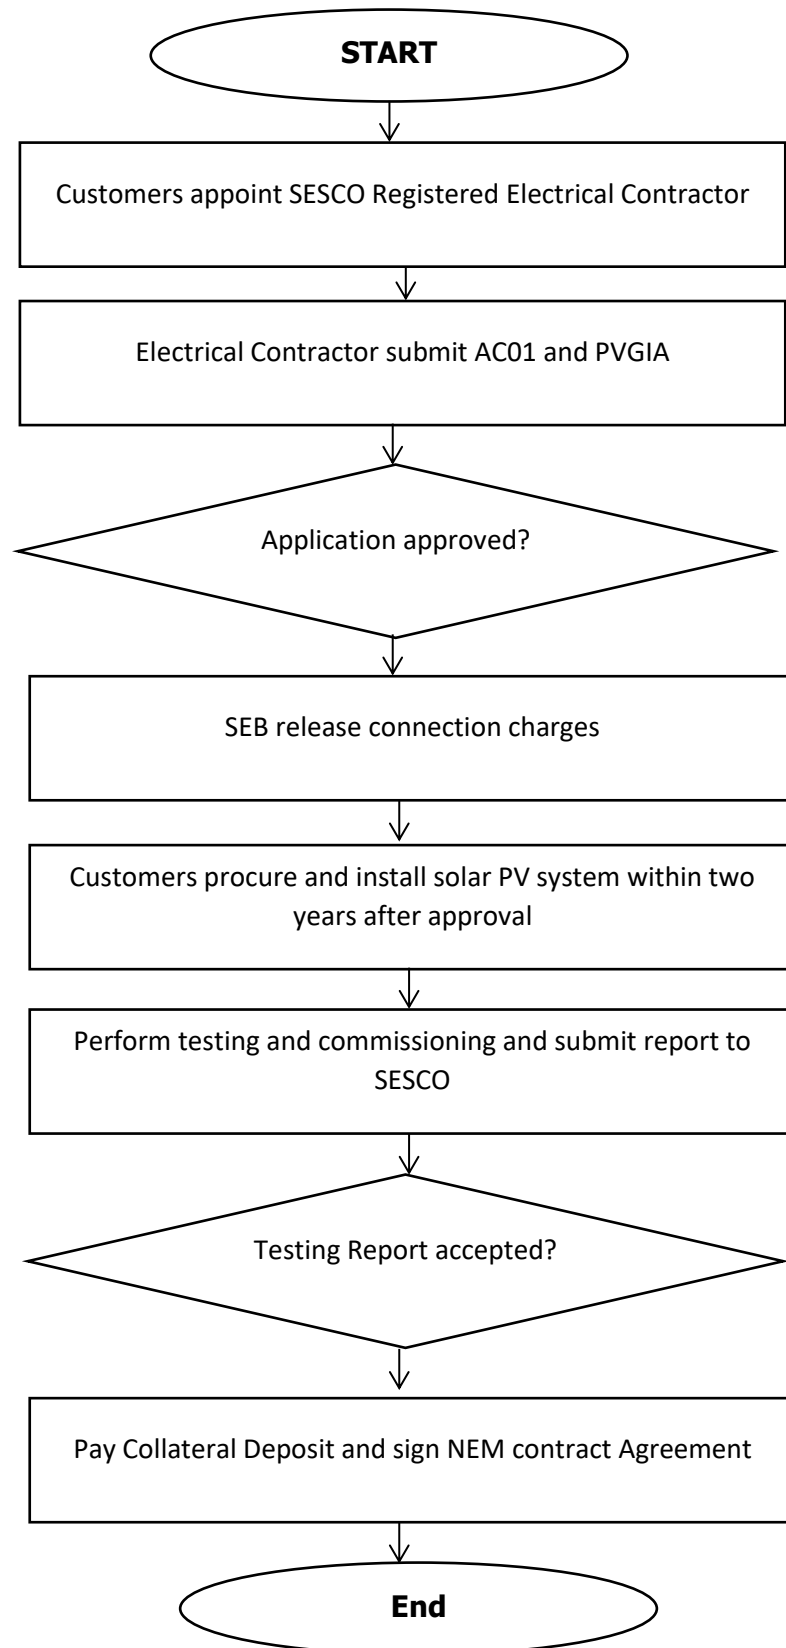 START
Customers appoint SESCO Registered Electrical Contractor
Electrical Contractor submit AC01 and PVGIA
Application approved?
SEB release connection charges
Customers procure and install solar PV system within two
years after approval
Perform testing and commissioning and submit report to
SESCO
Testing Report accepted?
Pay Collateral Deposit and sign NEM contract Agreement
End